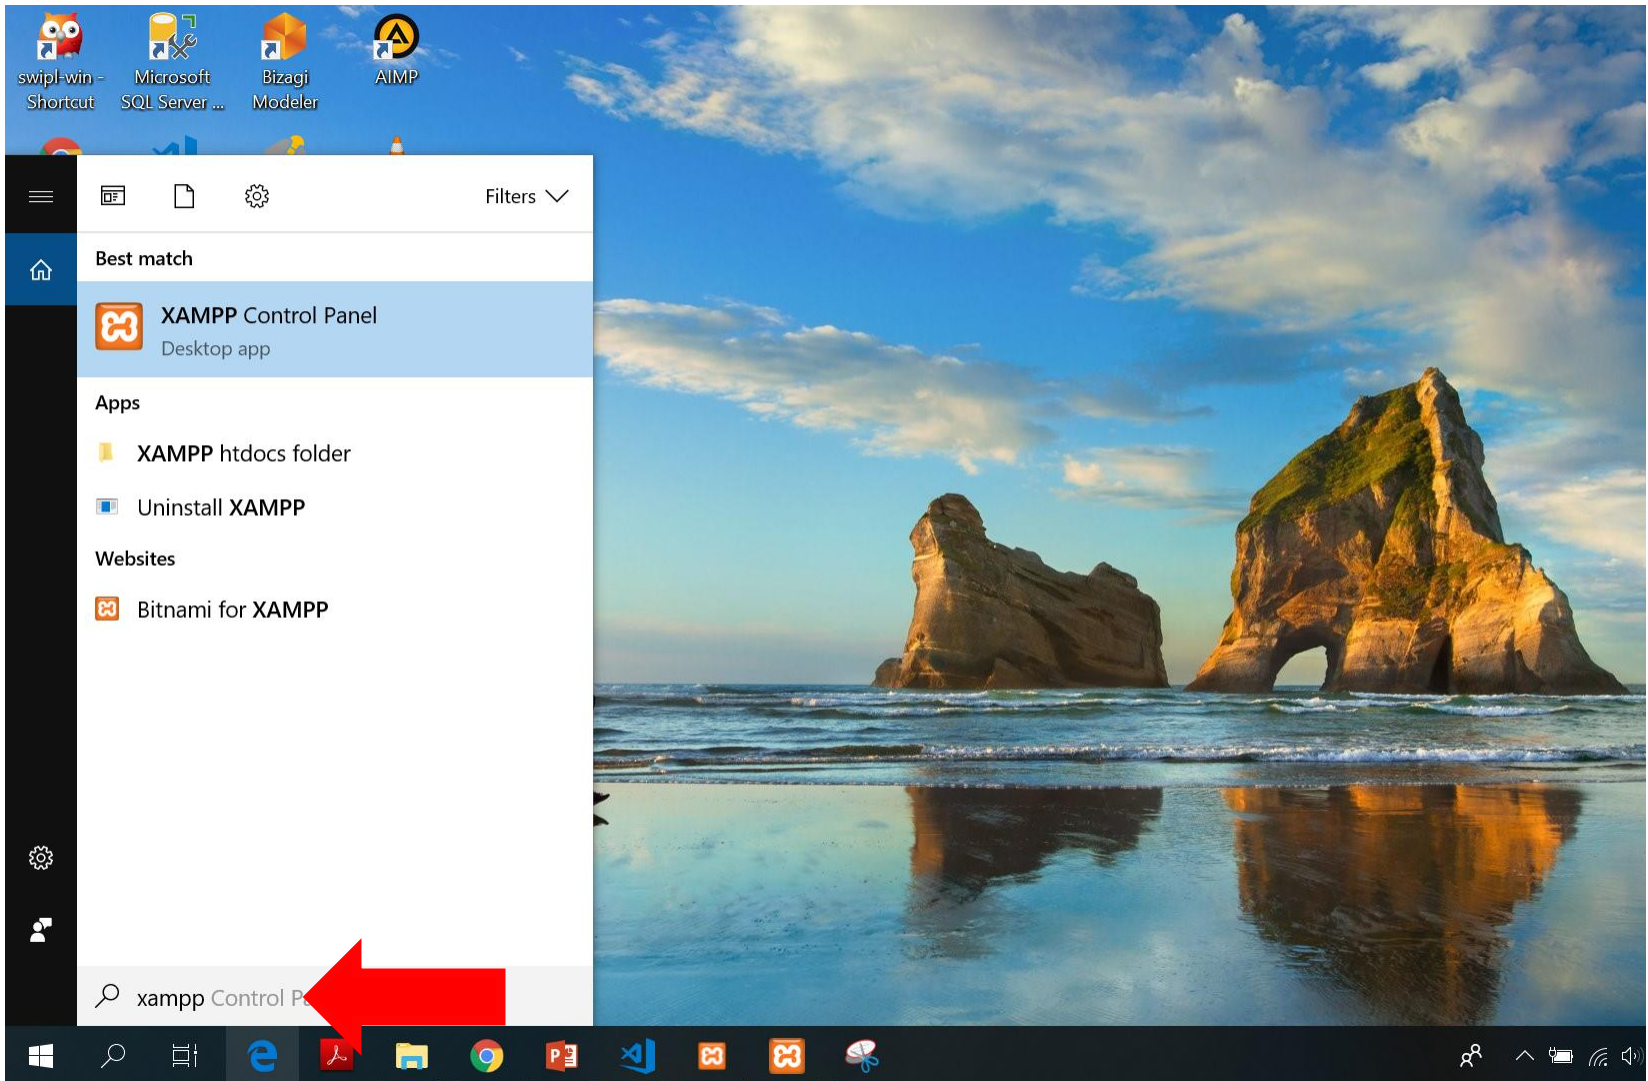 swipl-win -
Shortcut
Microsoft
SQL Server ...
Bizagi
Modeler
AIMP
Filters
Best match
XAMPP Control Panel
Desktop app
Apps
XAMPP htdocs folder
Uninstall XAMPP
Websites
Bitnami for XAMPP
xampp Control P